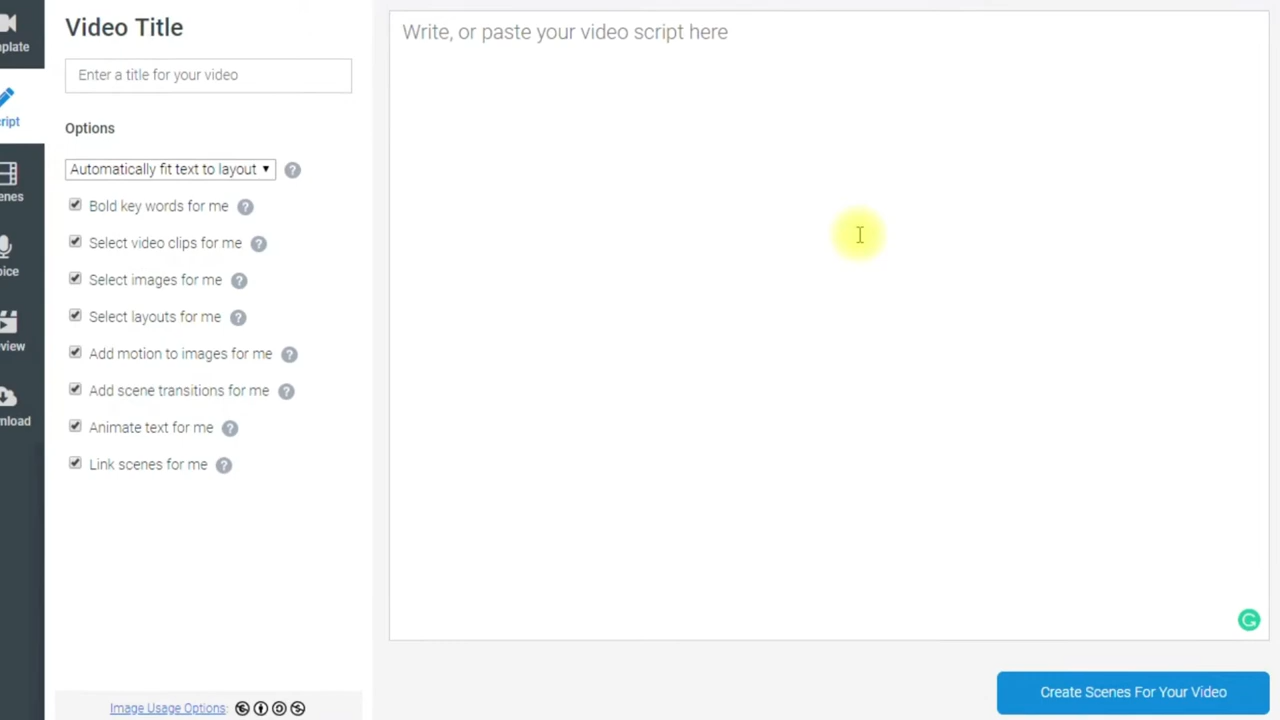 Video Title
Enter a title for your video
Options
Automatically fit text to layout
Bold key words for me
Select video clips for me
Select images for me
Select layouts for me
Add motion to images for me
Add scene transitions for me
Animate text for me
Link scenes for me
Image Usage Options:
plate
cript
enes
oice
view
nload
Write, or paste your video script here
Create Scenes For Your Video